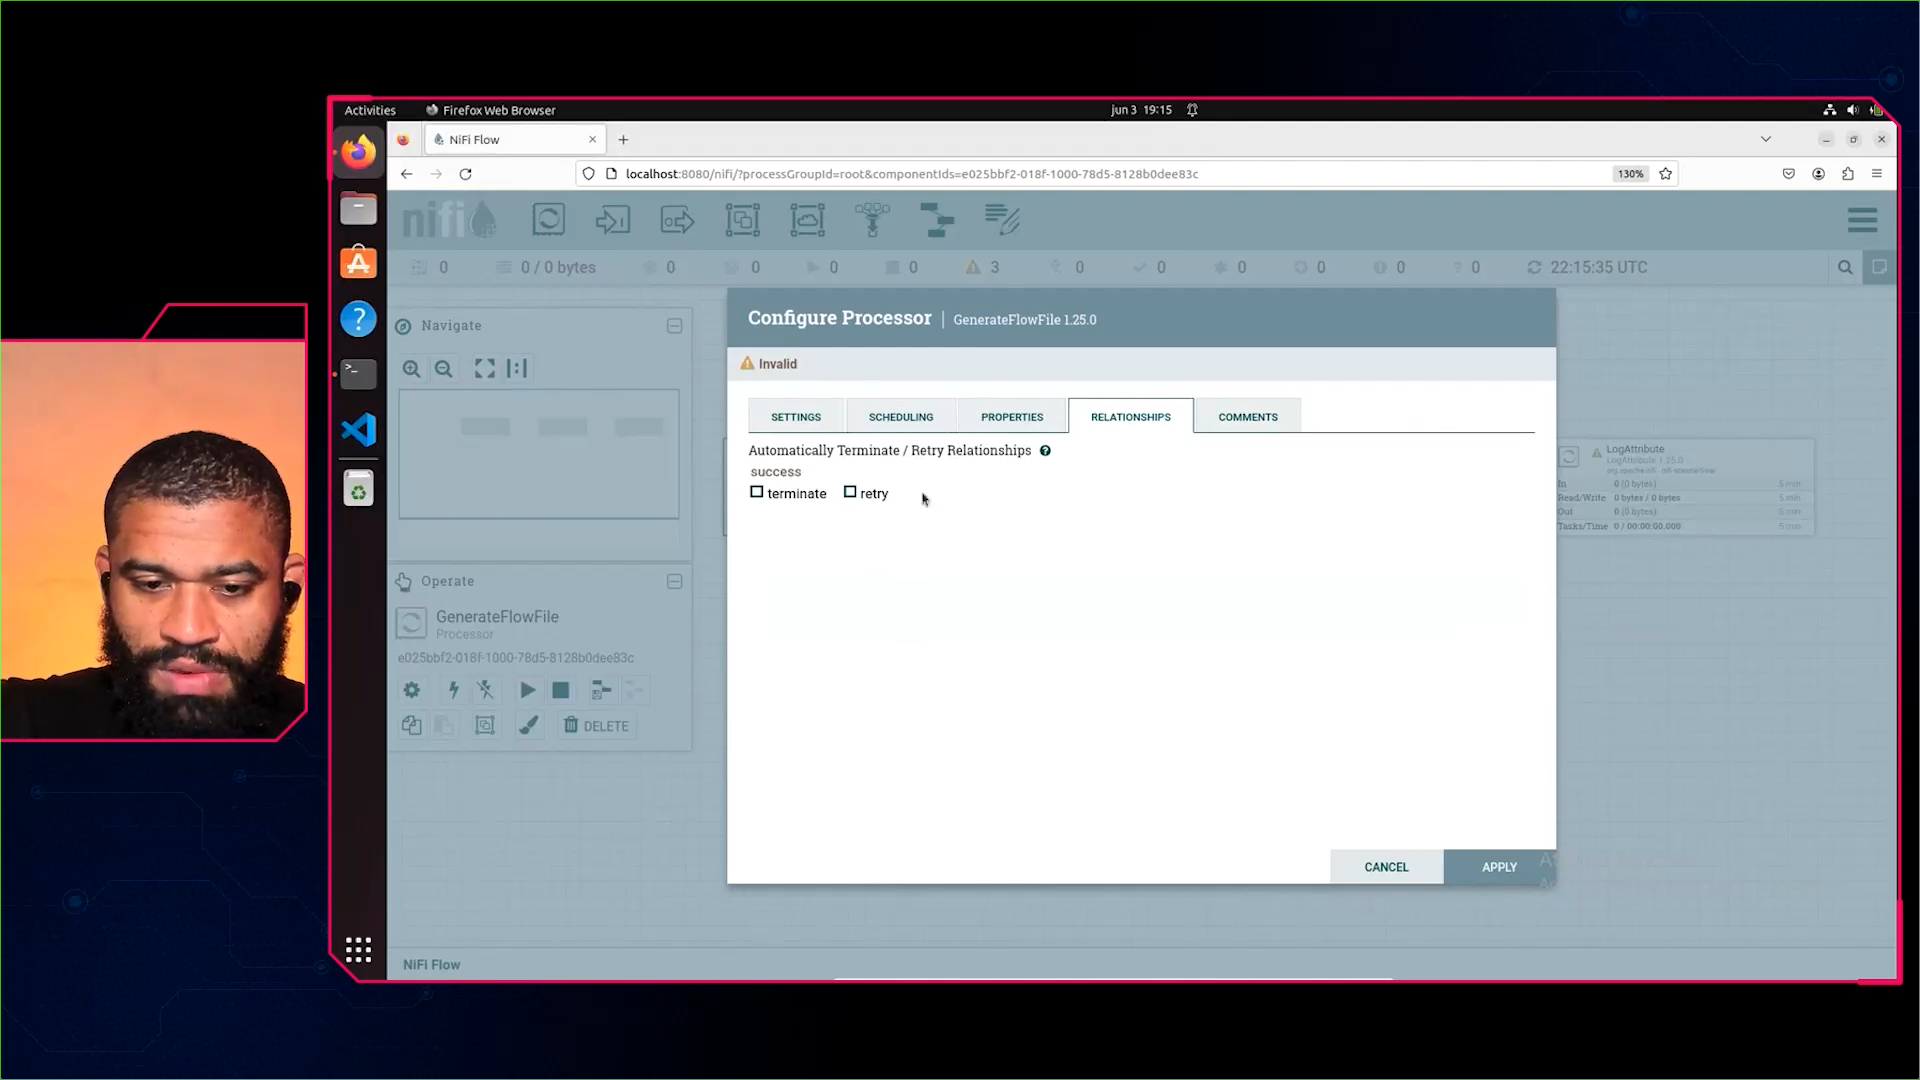 Activities
Firefox Web Browser
jun 3 19:15
NiFi Flow
localhost:8080/nifi/?processGroupId=root&componentIds=e025bbf2-018f-1000-78d5-8128b0dee83c
130%
nifi
0
0 / 0 bytes
0
0
0
0
3
0
0
0
0
0
0
22:15:35 UTC
Navigate
Operate
GenerateFlowFile
Processor
e025bbf2-018f-1000-78d5-8128b0dee83c
DELETE
Configure Processor | GenerateFlowFile 1.25.0
Invalid
SETTINGS
SCHEDULING
PROPERTIES
RELATIONSHIPS
COMMENTS
Automatically Terminate / Retry Relationships
success
terminate
retry
CANCEL
APPLY
LogAttribute
LogAttribute 1.25.0
In 0 (0 bytes) 5 min
Read/Write 0 bytes / 0 bytes 5 min
Out 0 (0 bytes) 5 min
Tasks/Time 0 / 00:00:00.000 5 min
NiFi Flow